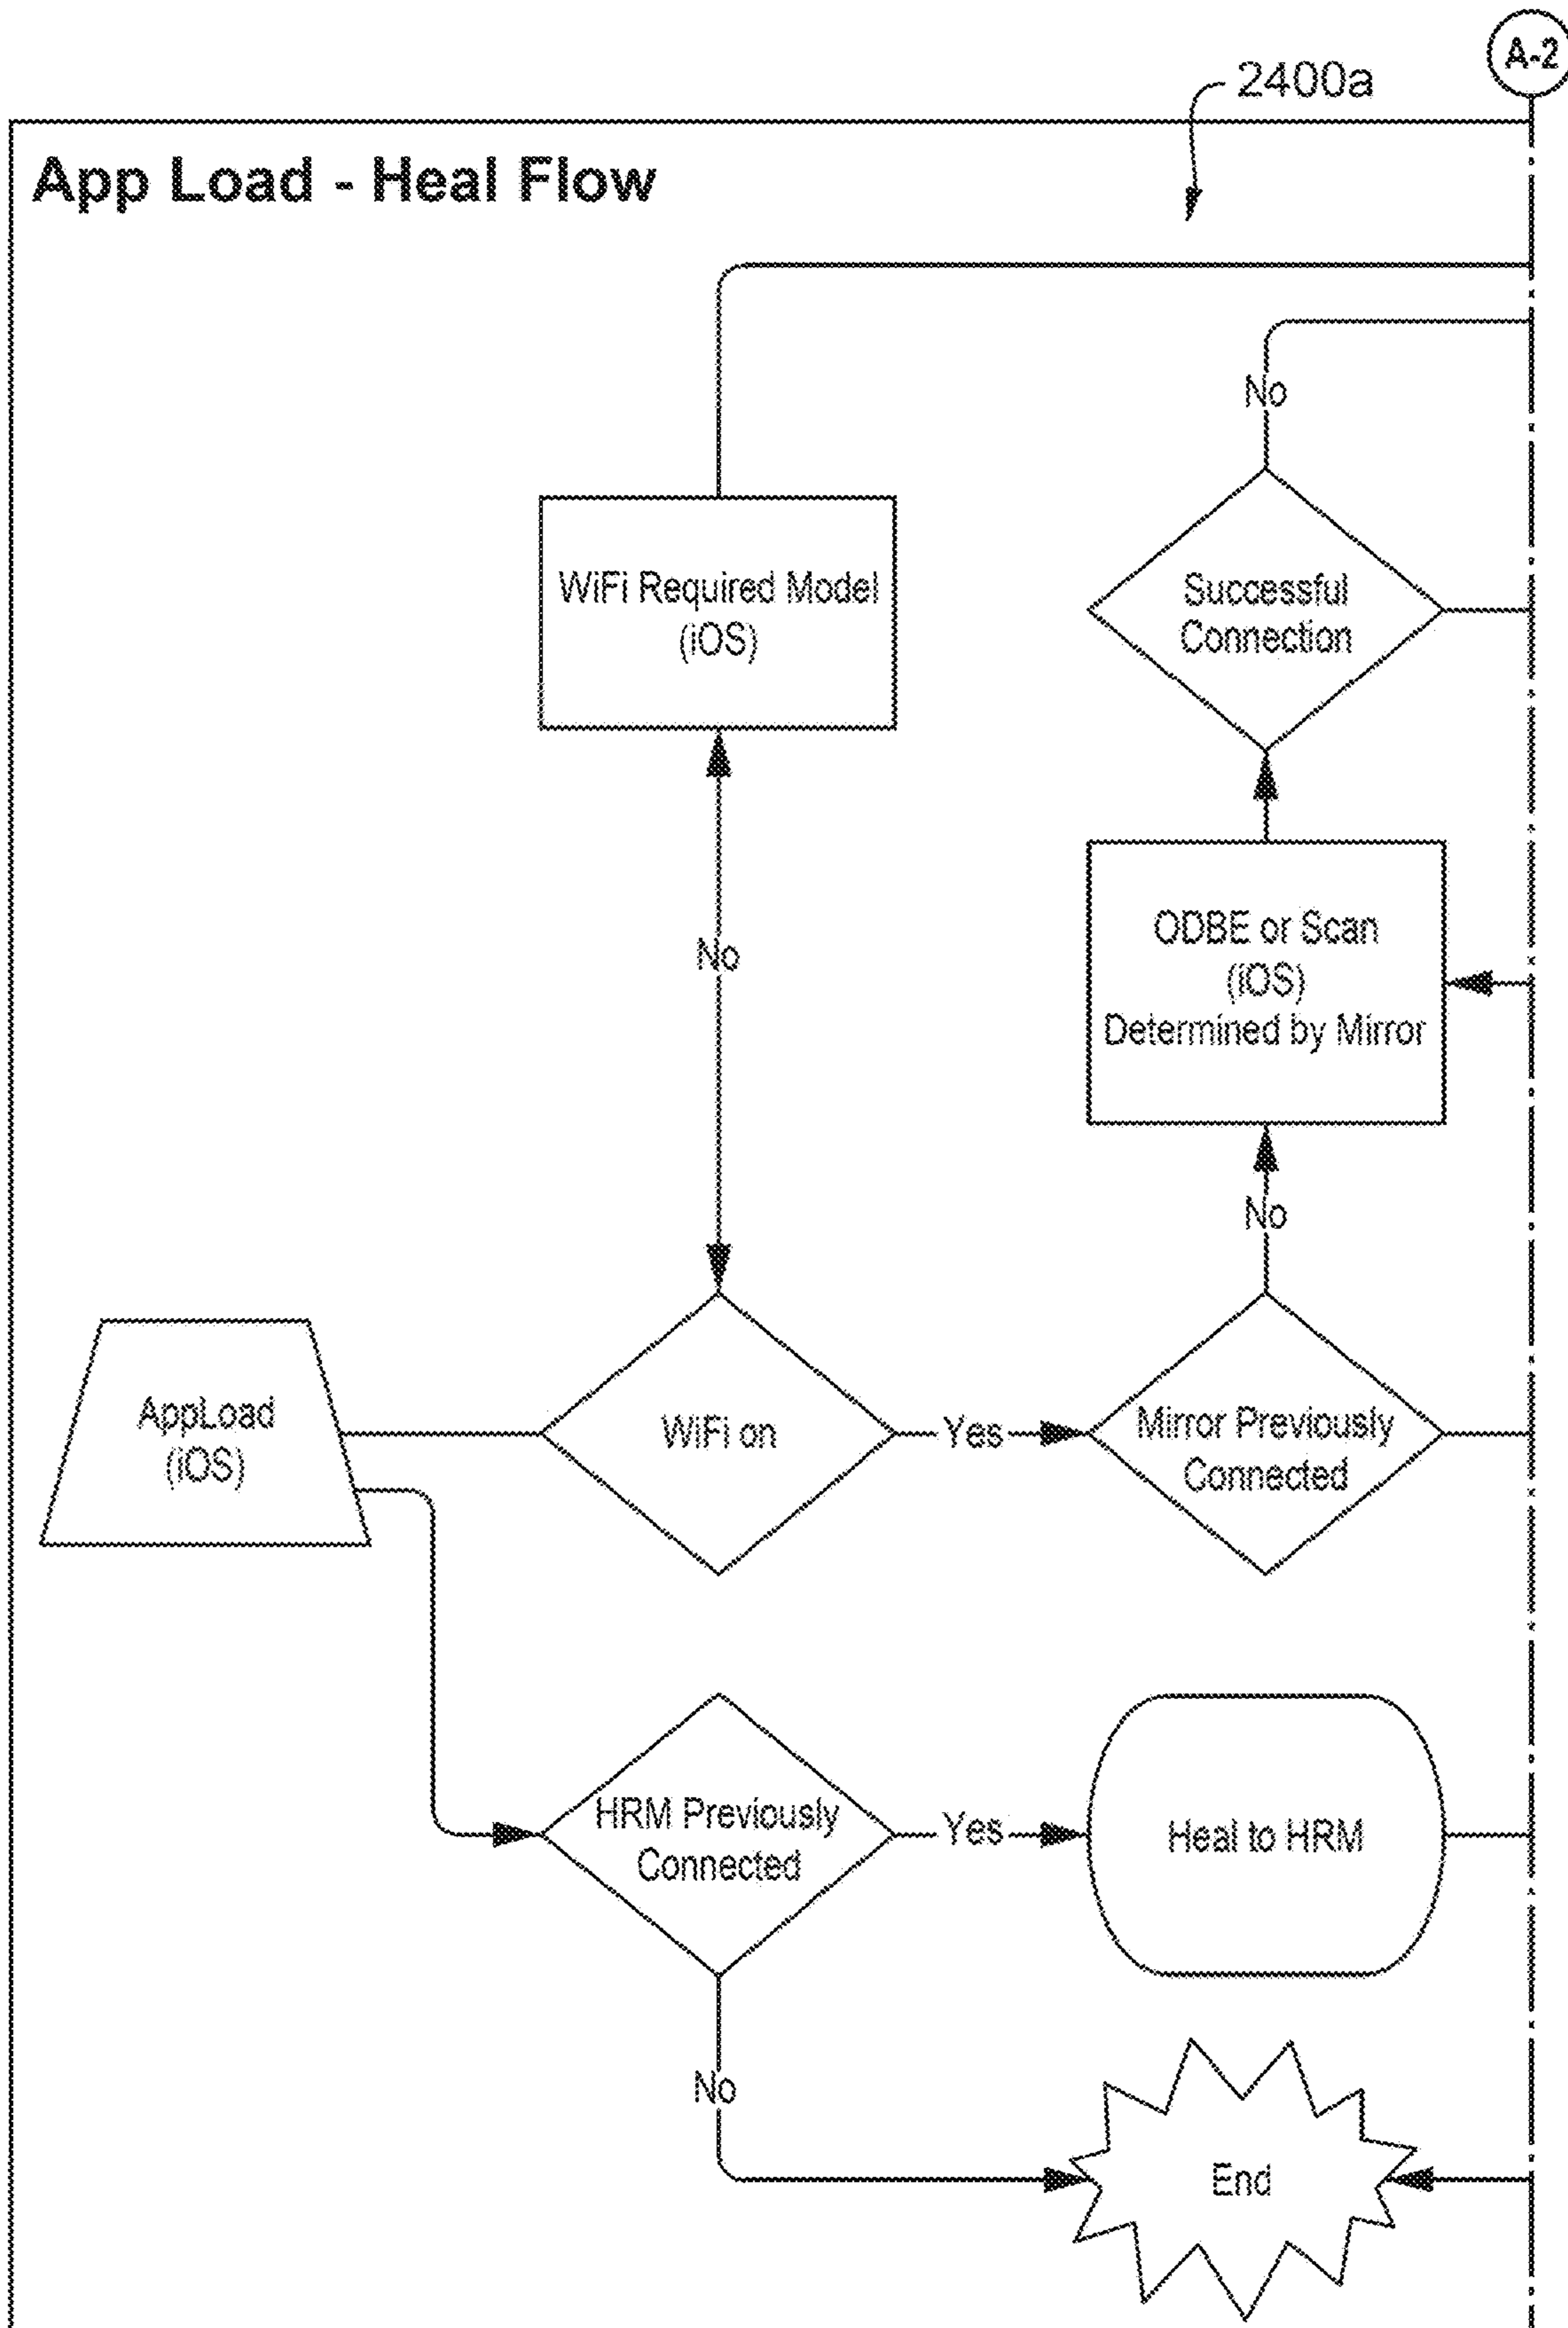 A-2
2400a
App Load - Heal Flow
No
WiFi Required Model
(iOS)
Successful
Connection
No
ODBE or Scan
(iOS)
Determined by Mirror
No
AppLoad
(iOS)
WiFi on
Yes
Mirror Previously
Connected
HRM Previously
Connected
Yes
Heal to HRM
No
End